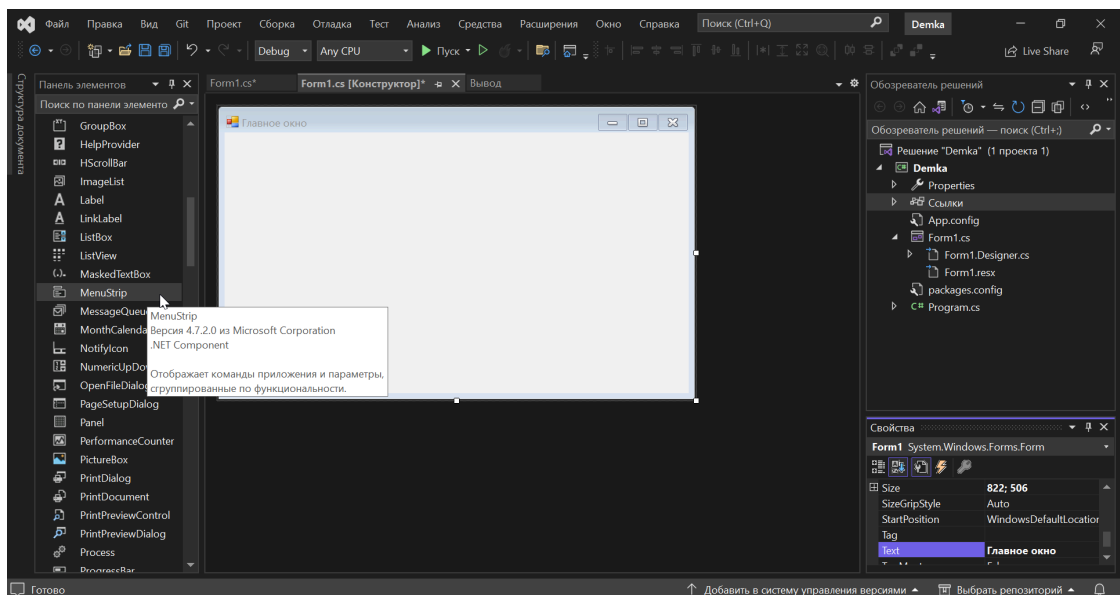 Файл Правка Вид Git Проект Сборка Отладка Тест Анализ Средства Расширения Окно Справка Поиск (Ctrl+Q) Demka
Debug Any CPU Пуск Live Share
Структура документа
Панель элементов
Поиск по панели элементо
GroupBox
HelpProvider
HScrollBar
ImageList
Label
LinkLabel
ListBox
ListView
MaskedTextBox
MenuStrip
MessageQueu
MonthCalenda
NotifyIcon
NumericUpDo
OpenFileDialo
PageSetupDialog
Panel
PerformanceCounter
PictureBox
PrintDialog
PrintDocument
PrintPreviewControl
PrintPreviewDialog
Process
ProgressBar
MenuStrip
Версия 4.7.2.0 из Microsoft Corporation
.NET Component
Отображает команды приложения и параметры,
сгруппированные по функциональности.
Form1.cs* Form1.cs [Конструктор]* Вывод
Главное окно
Обозреватель решений
Обозреватель решений — поиск (Ctrl+;)
Решение "Demka" (1 проекта 1)
Demka
Properties
Ссылки
App.config
Form1.cs
Form1.Designer.cs
Form1.resx
packages.config
Program.cs
Свойства
Form1 System.Windows.Forms.Form
Size 822; 506
SizeGripStyle Auto
StartPosition WindowsDefaultLocation
Tag
Text Главное окно
Готово Добавить в систему управления версиями Выбрать репозиторий